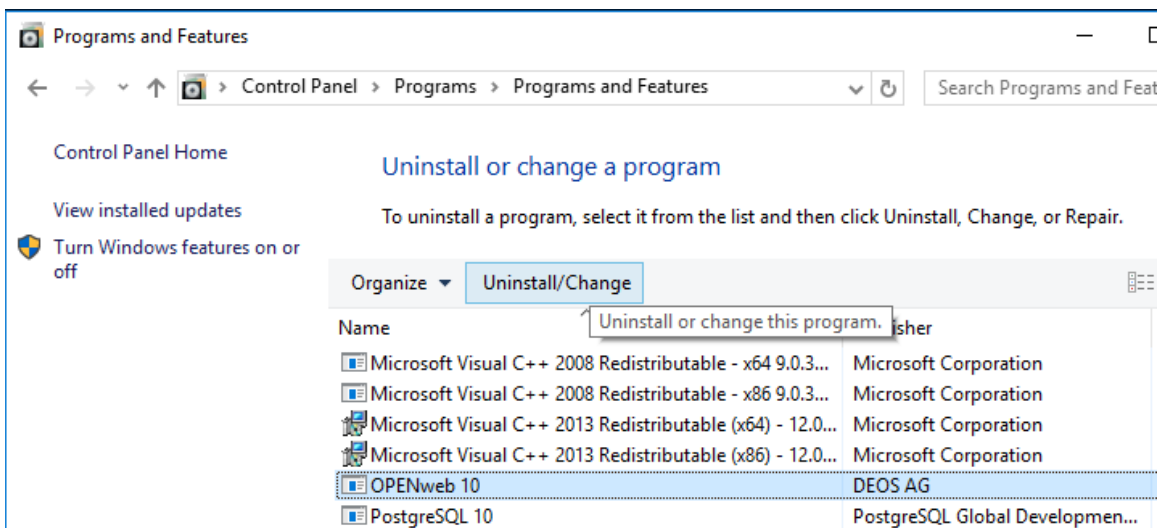 Programs and Features
Control Panel > Programs > Programs and Features
Search Programs and Feat
Control Panel Home
View installed updates
Turn Windows features on or
off
Uninstall or change a program
To uninstall a program, select it from the list and then click Uninstall, Change, or Repair.
Organize
Uninstall/Change
Uninstall or change this program.
Name
isher
Microsoft Visual C++ 2008 Redistributable - x64 9.0.3... Microsoft Corporation
Microsoft Visual C++ 2008 Redistributable - x86 9.0.3... Microsoft Corporation
Microsoft Visual C++ 2013 Redistributable (x64) - 12.0... Microsoft Corporation
Microsoft Visual C++ 2013 Redistributable (x86) - 12.0... Microsoft Corporation
OPENweb 10 DEOS AG
PostgreSQL 10 PostgreSQL Global Developmen...